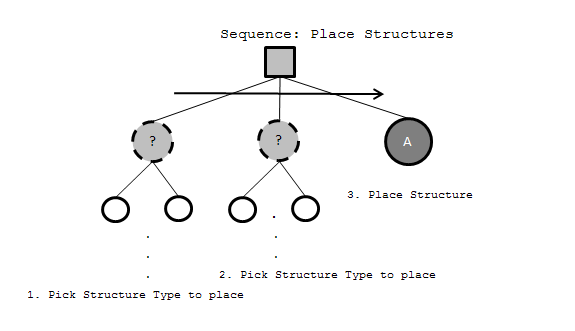 Sequence: Place Structures
? ? A
3. Place Structure
2. Pick Structure Type to place
1. Pick Structure Type to place